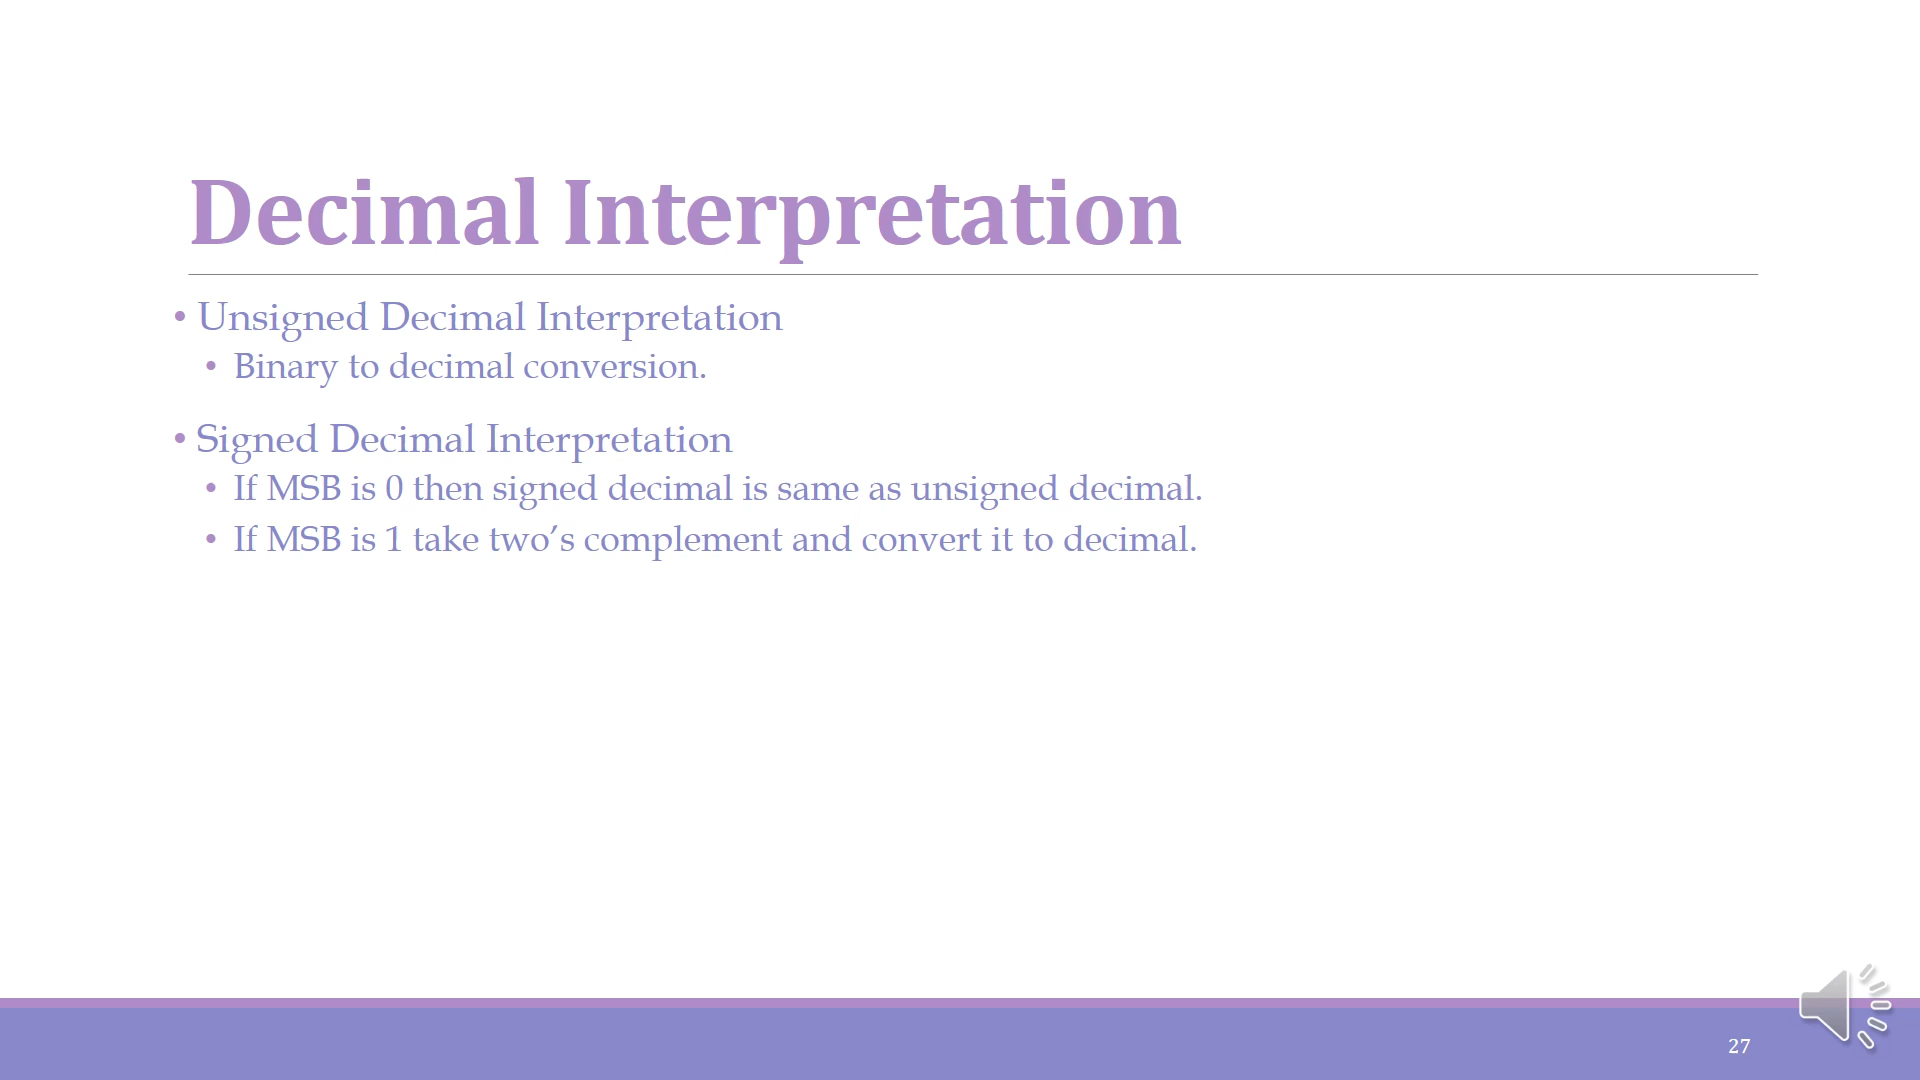 Decimal Interpretation
• Unsigned Decimal Interpretation
• Binary to decimal conversion.
• Signed Decimal Interpretation
• If MSB is 0 then signed decimal is same as unsigned decimal.
• If MSB is 1 take two’s complement and convert it to decimal.
27